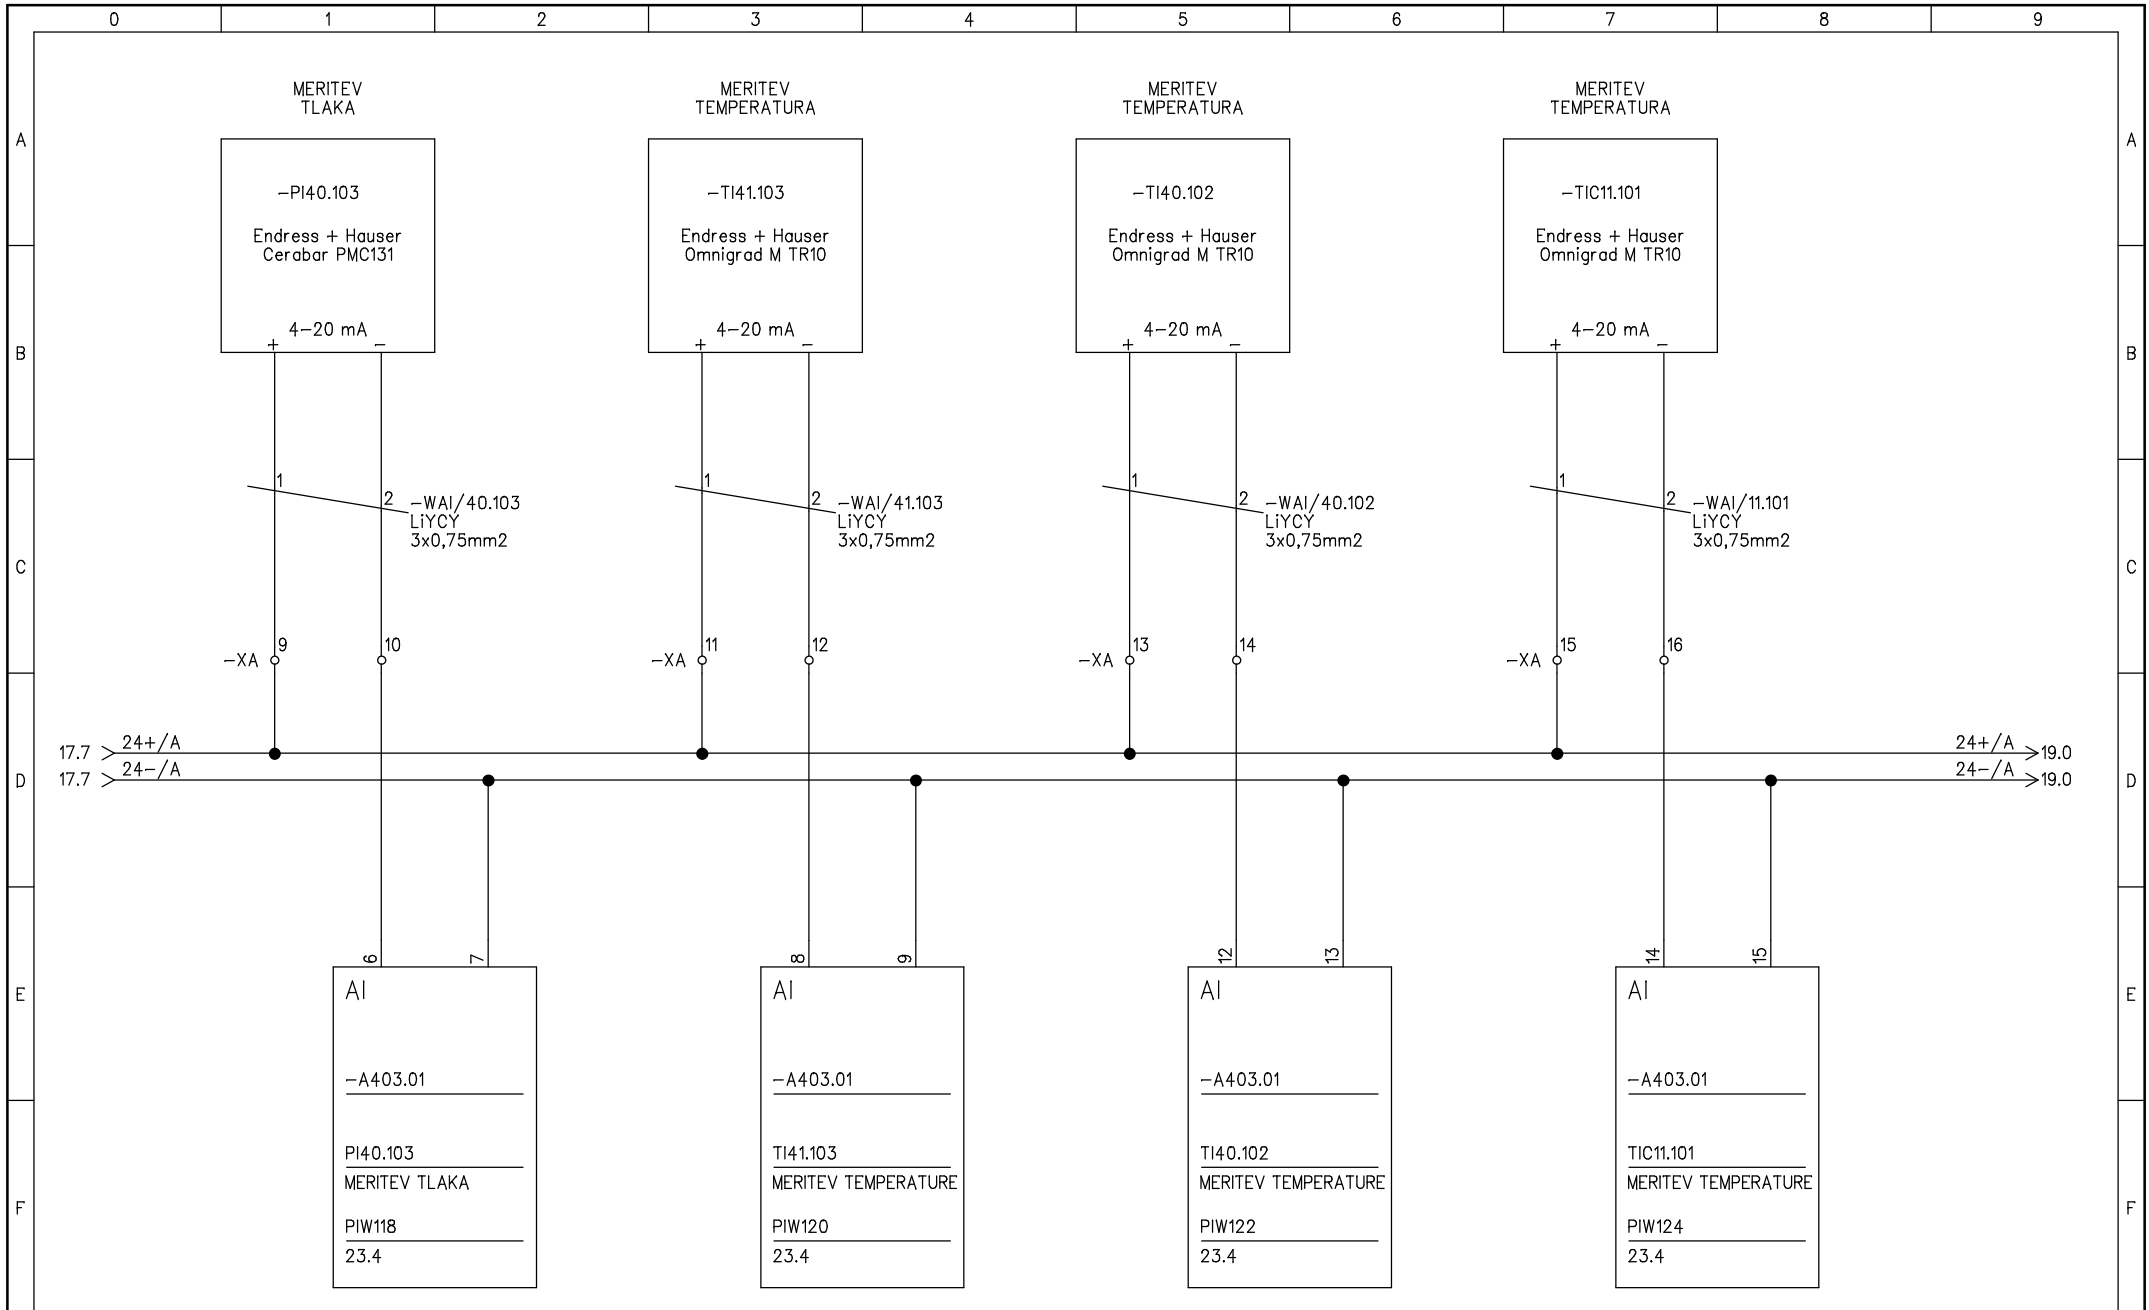 0 1 2 3 4 5 6 7 8 9
MERITEV
TLAKA
MERITEV
TEMPERATURA
MERITEV
TEMPERATURA
MERITEV
TEMPERATURA
A A
-PI40.103
Endress + Hauser
Cerabar PMC131
4-20 mA
+ -
-TI41.103
Endress + Hauser
Omnigrad M TR10
4-20 mA
+ -
-TI40.102
Endress + Hauser
Omnigrad M TR10
4-20 mA
+ -
-TIC11.101
Endress + Hauser
Omnigrad M TR10
4-20 mA
+ -
B B
1 2 -WAI/40.103
LiYCY
3x0,75mm2
1 2 -WAI/41.103
LiYCY
3x0,75mm2
1 2 -WAI/40.102
LiYCY
3x0,75mm2
1 2 -WAI/11.101
LiYCY
3x0,75mm2
C C
-XA 9 10
-XA 11 12
-XA 13 14
-XA 15 16
17.7 24+/A 24+/A 19.0
17.7 24-/A 24-/A 19.0
D D
6 7
8 9
12 13
14 15
E E
AI
-A403.01
PI40.103
MERITEV TLAKA
PIW118
23.4
AI
-A403.01
TI41.103
MERITEV TEMPERATURE
PIW120
23.4
AI
-A403.01
TI40.102
MERITEV TEMPERATURE
PIW122
23.4
AI
-A403.01
TIC11.101
MERITEV TEMPERATURE
PIW124
23.4
F F